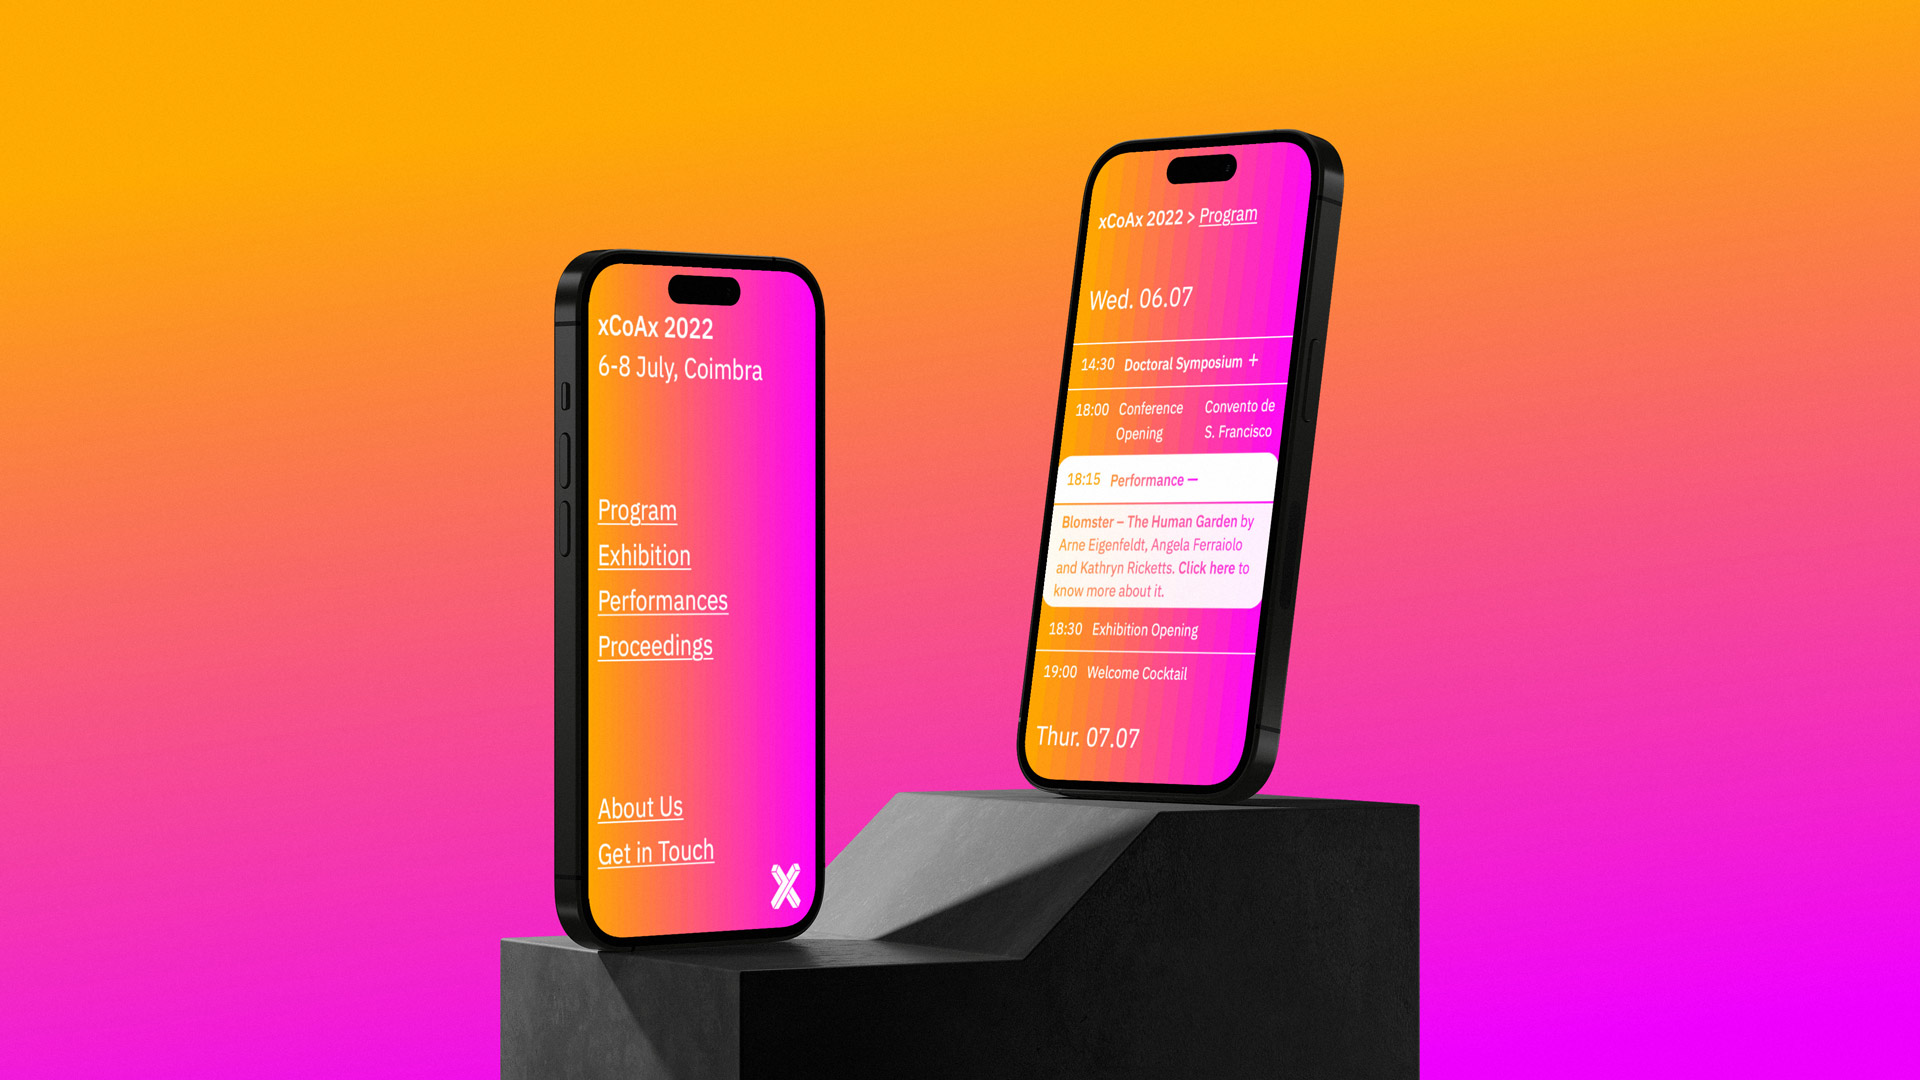 xCoAx 2022
6-8 July, Coimbra
Program
Exhibition
Performances
Proceedings
About Us
Get in Touch
xCoAx 2022 > Program
Wed. 06.07
14:30 Doctoral Symposium +
18:00 Conference Opening Convento de S. Francisco
18:15 Performance —
Blomster – The Human Garden by
Arne Eigenfeldt, Angela Ferraiolo
and Kathryn Ricketts. Click here to
know more about it.
18:30 Exhibition Opening
19:00 Welcome Cocktail
Thur. 07.07